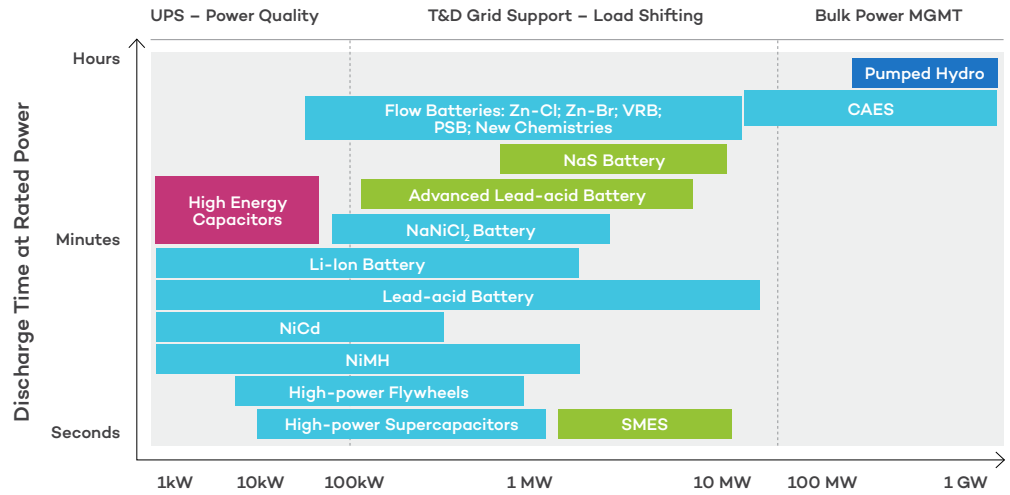 UPS – Power Quality
T&D Grid Support – Load Shifting
Bulk Power MGMT
Discharge Time at Rated Power
Hours
Minutes
Seconds
Pumped Hydro
CAES
Flow Batteries: Zn-Cl; Zn-Br; VRB;
PSB; New Chemistries
NaS Battery
High Energy
Capacitors
Advanced Lead-acid Battery
NaNiCl₂ Battery
Li-Ion Battery
Lead-acid Battery
NiCd
NiMH
High-power Flywheels
High-power Supercapacitors
SMES
1kW
10kW
100kW
1 MW
10 MW
100 MW
1 GW